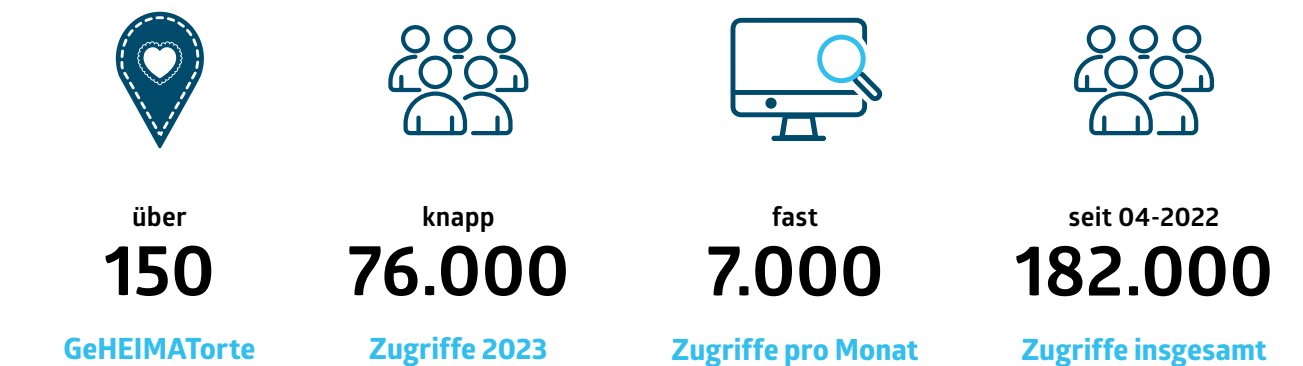 über
150
GeHEIMATorte
knapp
76.000
Zugriffe 2023
fast
7.000
Zugriffe pro Monat
seit 04-2022
182.000
Zugriffe insgesamt